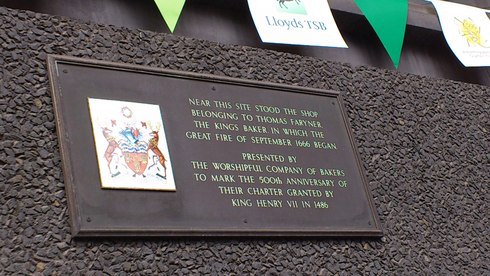 Lloyds TSB
NEAR THIS SITE STOOD THE SHOP
BELONGING TO THOMAS FARYNER
THE KING'S BAKER, IN WHICH THE
GREAT FIRE OF SEPTEMBER 1666 BEGAN
PRESENTED BY
THE WORSHIPFUL COMPANY OF BAKERS
TO MARK THE 500th ANNIVERSARY OF
THEIR CHARTER GRANTED BY
KING HENRY VII IN 1486